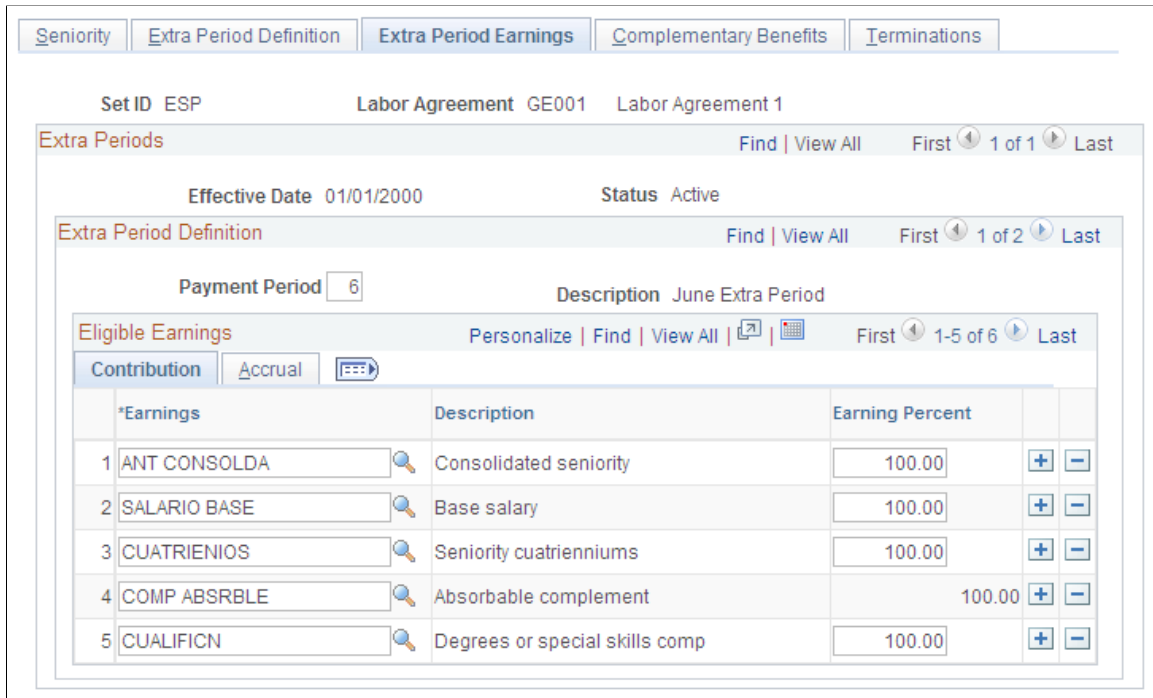 Seniority Extra Period Definition Extra Period Earnings Complementary Benefits Terminations
Set ID ESP Labor Agreement GE001 Labor Agreement 1
Extra Periods Find | View All First 1 of 1 Last
Effective Date 01/01/2000 Status Active
Extra Period Definition Find | View All First 1 of 2 Last
Payment Period 6 Description June Extra Period
Eligible Earnings Personalize | Find | View All | | First 1-5 of 6 Last
Contribution Accrual
*Earnings Description Earning Percent
1 ANT CONSOLDA Consolidated seniority 100.00
2 SALARIO BASE Base salary 100.00
3 CUATRIENIOS Seniority cuatrienniums 100.00
4 COMP ABSRBLE Absorbable complement 100.00
5 CUALIFICN Degrees or special skills comp 100.00